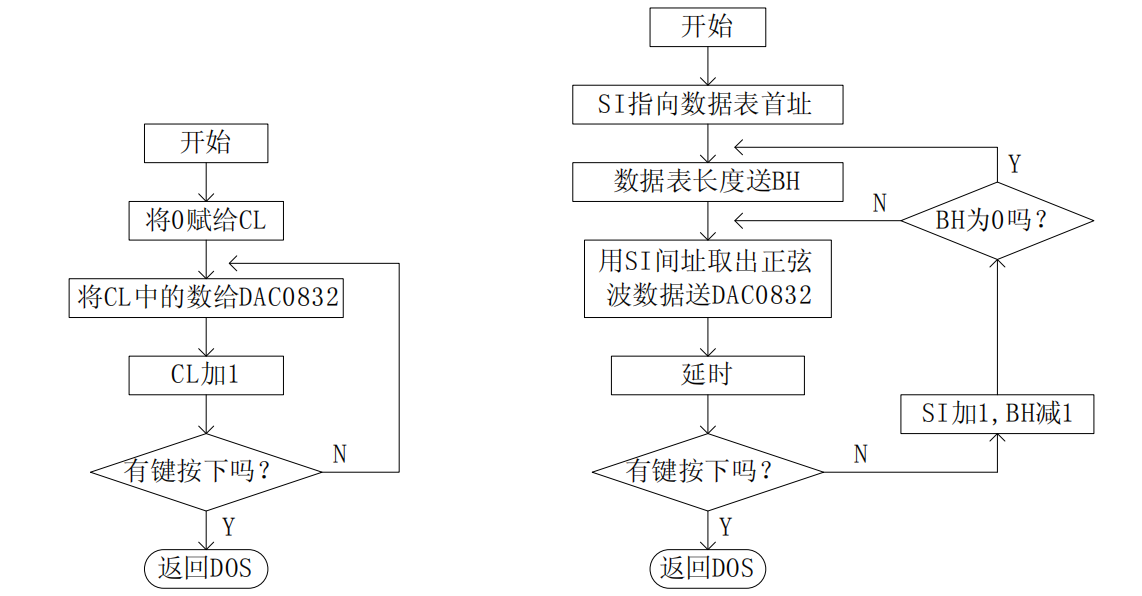 开始
将0赋给CL
将CL中的数给DAC0832
CL加1
有键按下吗？
N
Y
返回DOS
开始
SI指向数据表首址
数据表长度送BH
用SI间址取出正弦
波数据送DAC0832
延时
有键按下吗？
N
Y
返回DOS
SI加1,BH减1
BH为0吗？
N
Y